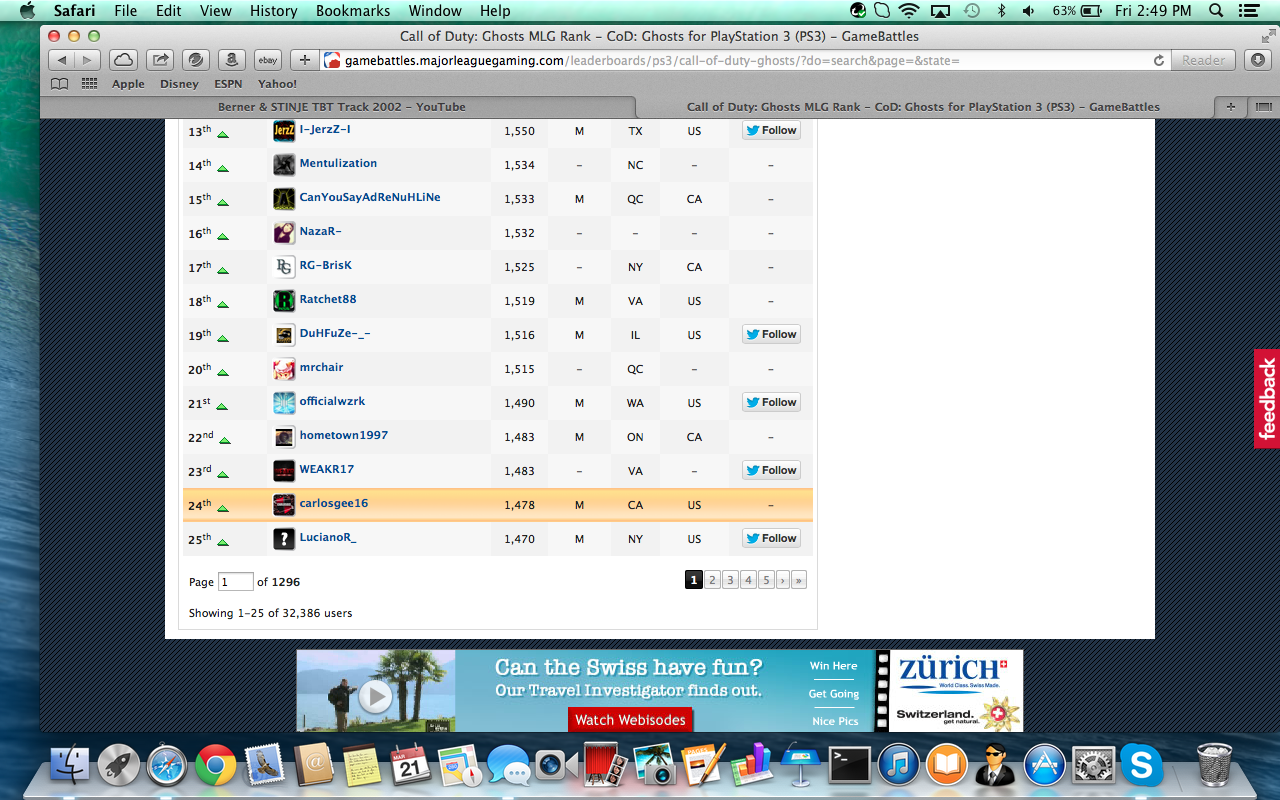 Safari File Edit View History Bookmarks Window Help 63% Fri 2:49 PM
Call of Duty: Ghosts MLG Rank – CoD: Ghosts for PlayStation 3 (PS3) – GameBattles
ebay gamebattles.majorleaguegaming.com/leaderboards/ps3/call-of-duty-ghosts/?do=search&page=&state= Reader
Apple Disney ESPN Yahoo!
Berner & STINJE TBT Track 2002 – YouTube Call of Duty: Ghosts MLG Rank – CoD: Ghosts for PlayStation 3 (PS3) – GameBattles
13th JerzZ I-JerzZ-I 1,550 M TX US Follow
14th Mentulization 1,534 – NC – –
15th CanYouSayAdReNuHLiNe 1,533 M QC CA –
16th NazaR- 1,532 – – – –
17th RG-BrisK 1,525 – NY CA –
18th R Ratchet88 1,519 M VA US –
19th DuHFuZe-_- 1,516 M IL US Follow
20th mrchair 1,515 – QC – –
21st officialwzrk 1,490 M WA US Follow
22nd hometown1997 1,483 M ON CA –
23rd WEAKR17 1,483 – VA – Follow
24th carlosgee16 1,478 M CA US –
25th ? LucianoR_ 1,470 M NY US Follow
Page 1 of 1296 1 2 3 4 5 › »
Showing 1–25 of 32,386 users
feedback
Can the Swiss have fun?
Our Travel Investigator finds out.
Watch Webisodes
Win Here
Get Going
Nice Pics
zürich
World Class. Swiss Made.
Switzerland.
get natural.
MAR
21
PAGES
>_
S